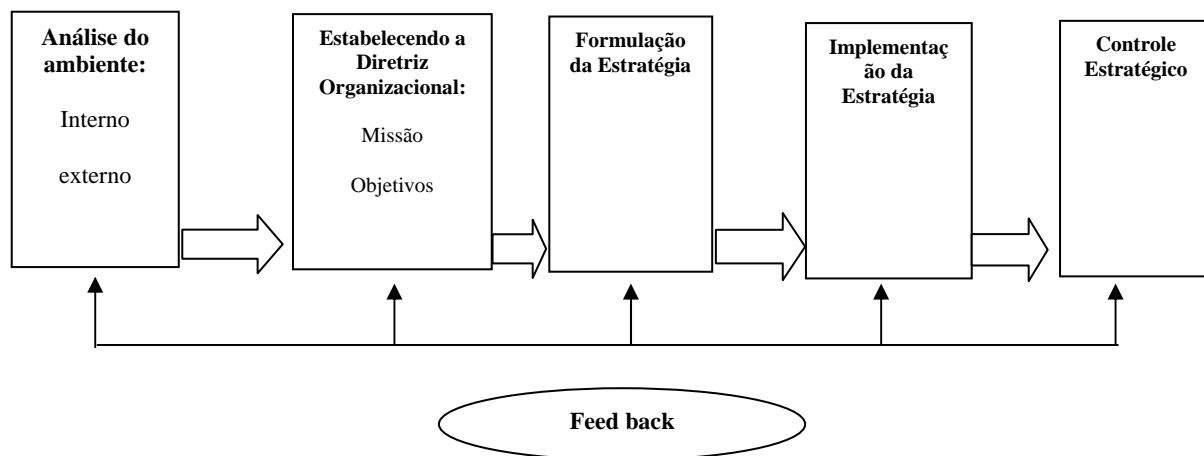 Análise do
ambiente:
Interno
externo
Estabelecendo a
Diretriz
Organizacional:
Missão
Objetivos
Formulação
da Estratégia
Implementaç
ão da
Estratégia
Controle
Estratégico
Feed back